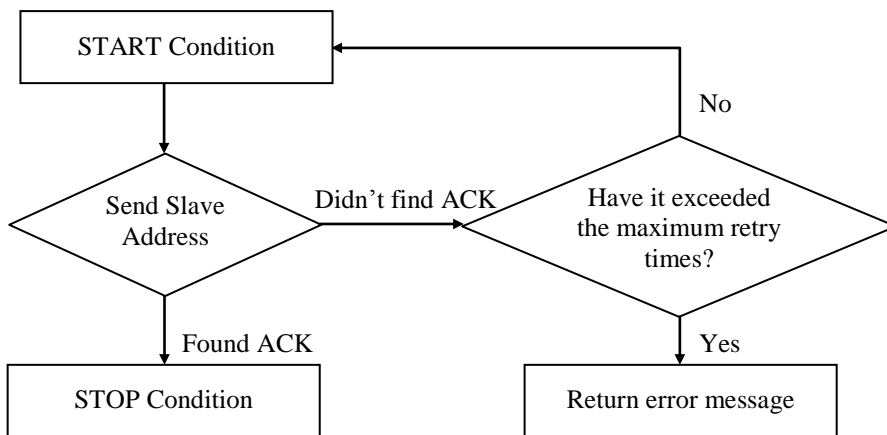 START Condition
No
Send Slave
Address
Didn't find ACK
Have it exceeded
the maximum retry
times?
Found ACK
Yes
STOP Condition
Return error message